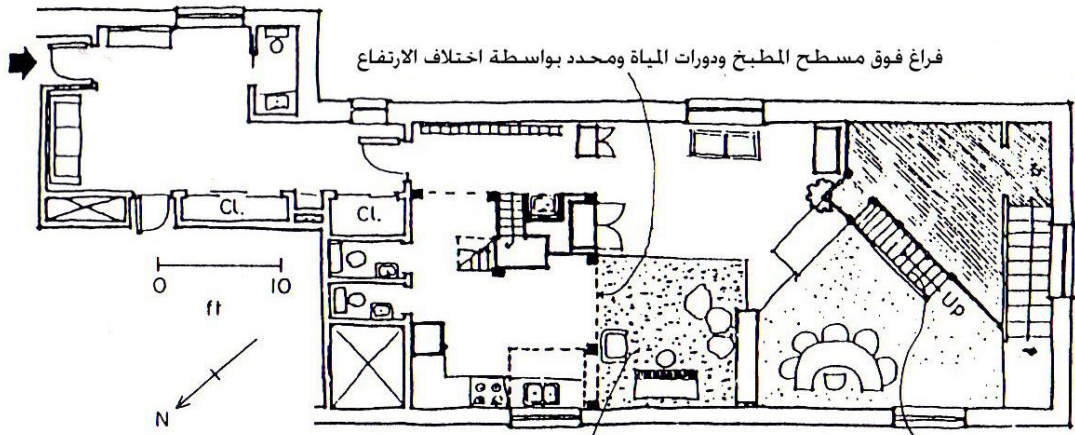 فراغ فوق مسطح المطبخ ودورات المياة ومحدد بواسطة اختلاف الارتفاع
Cl.
Cl.
0 10
ft
Up
N